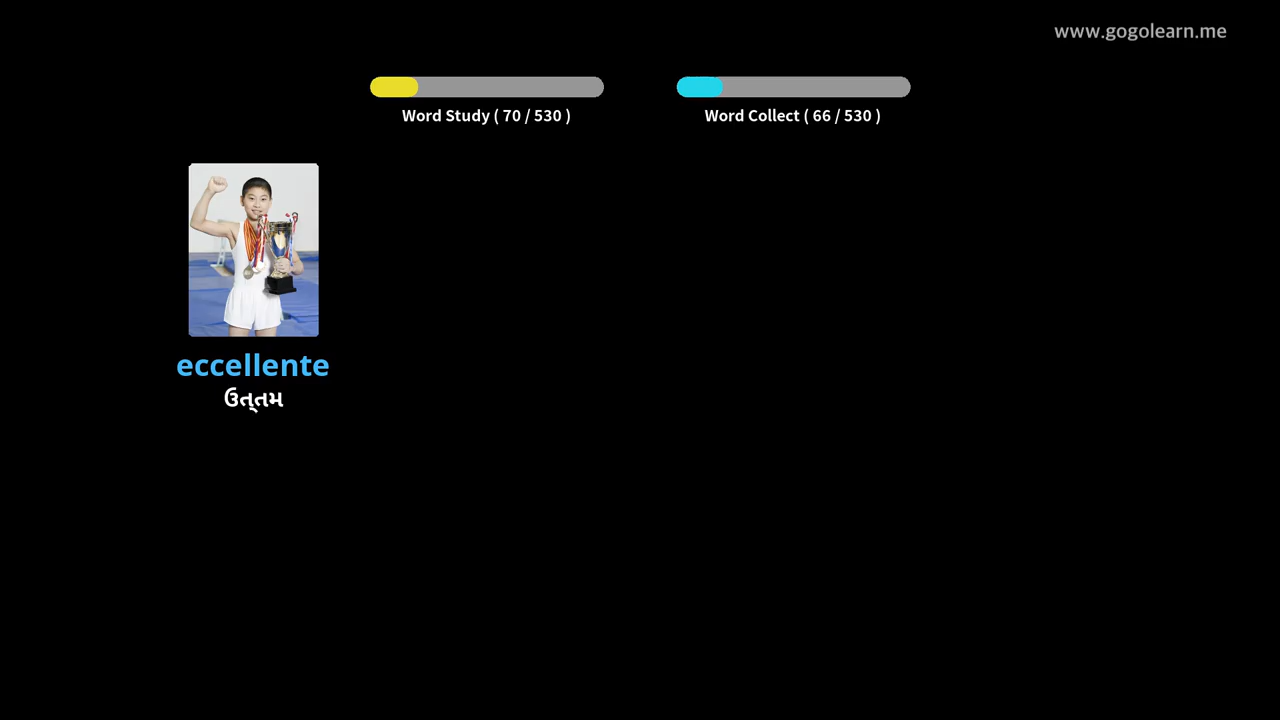 www.gogolearn.me
Word Study ( 70 / 530 )
Word Collect ( 66 / 530 )
eccellente
ઉત્તમ